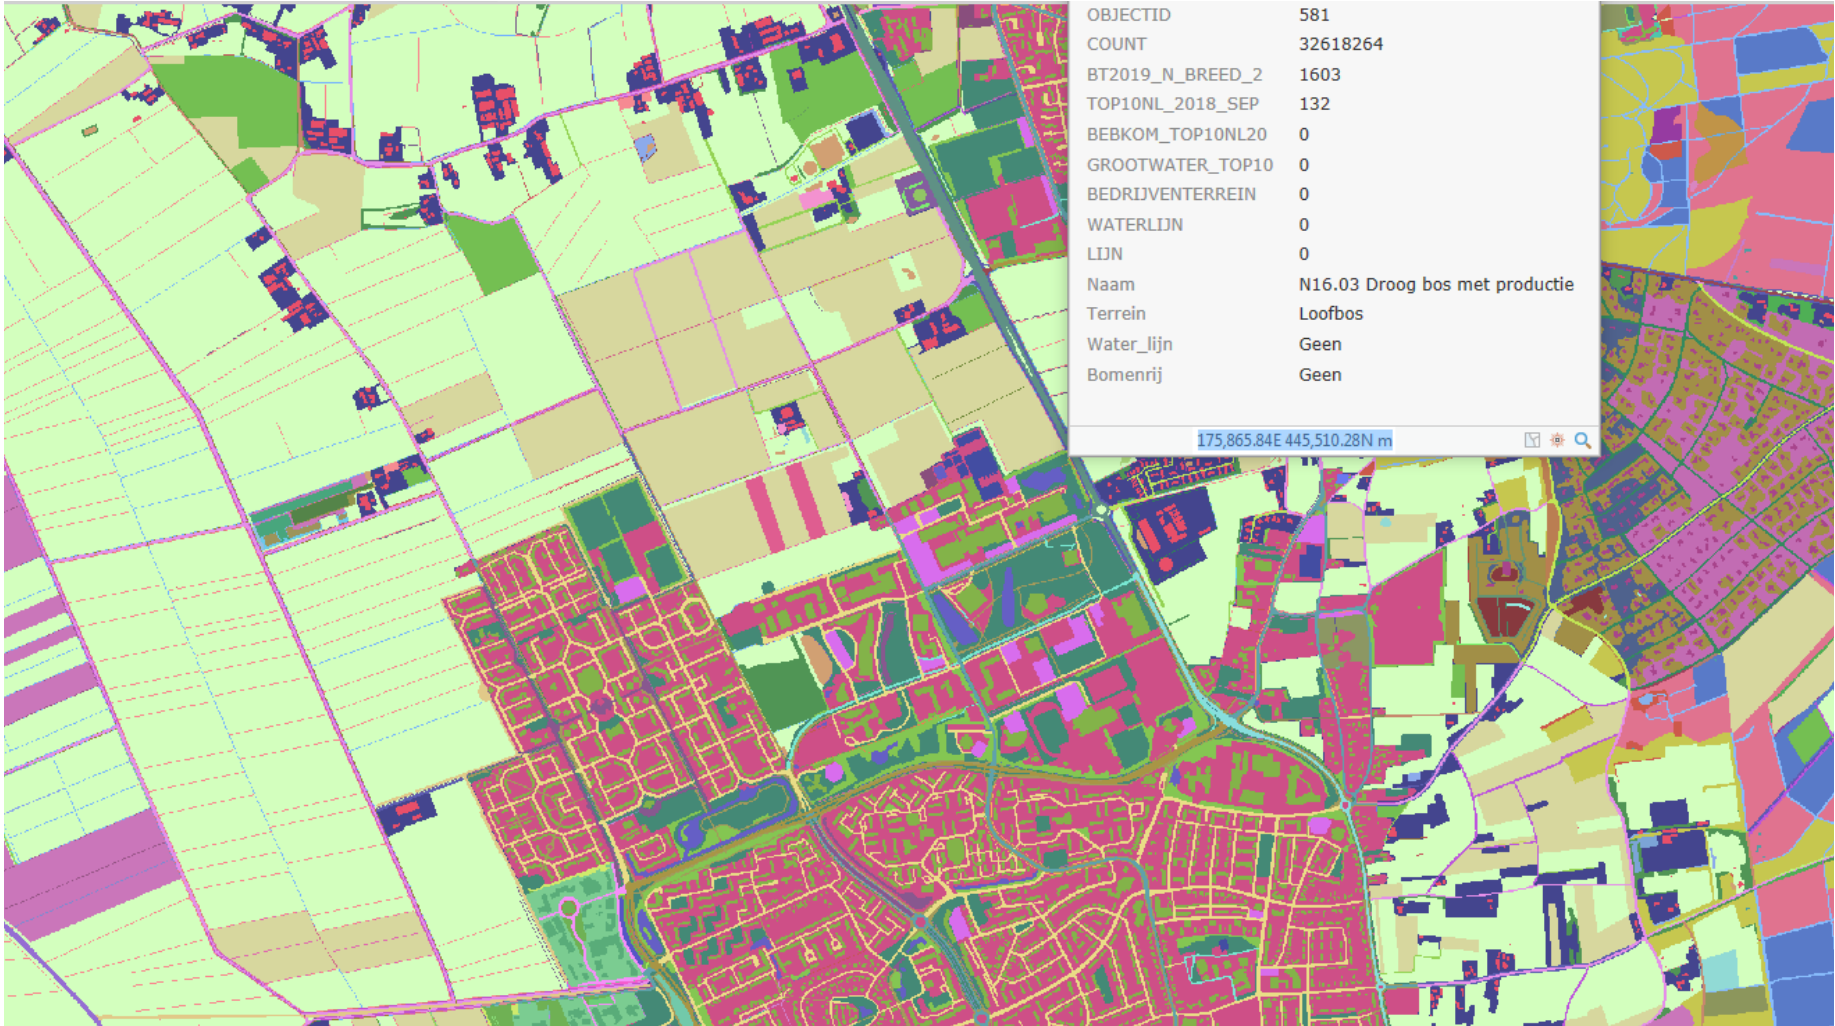 OBJECTID 581
COUNT 32618264
BT2019_N_BREED_2 1603
TOP10NL_2018_SEP 132
BEBKOM_TOP10NL20 0
GROOTWATER_TOP10 0
BEDRIJVENTERREIN 0
WATERLIJN 0
LIJN 0
Naam N16.03 Droog bos met productie
Terrein Loofbos
Water_lijn Geen
Bomenrij Geen
175,865.84E 445,510.28N m